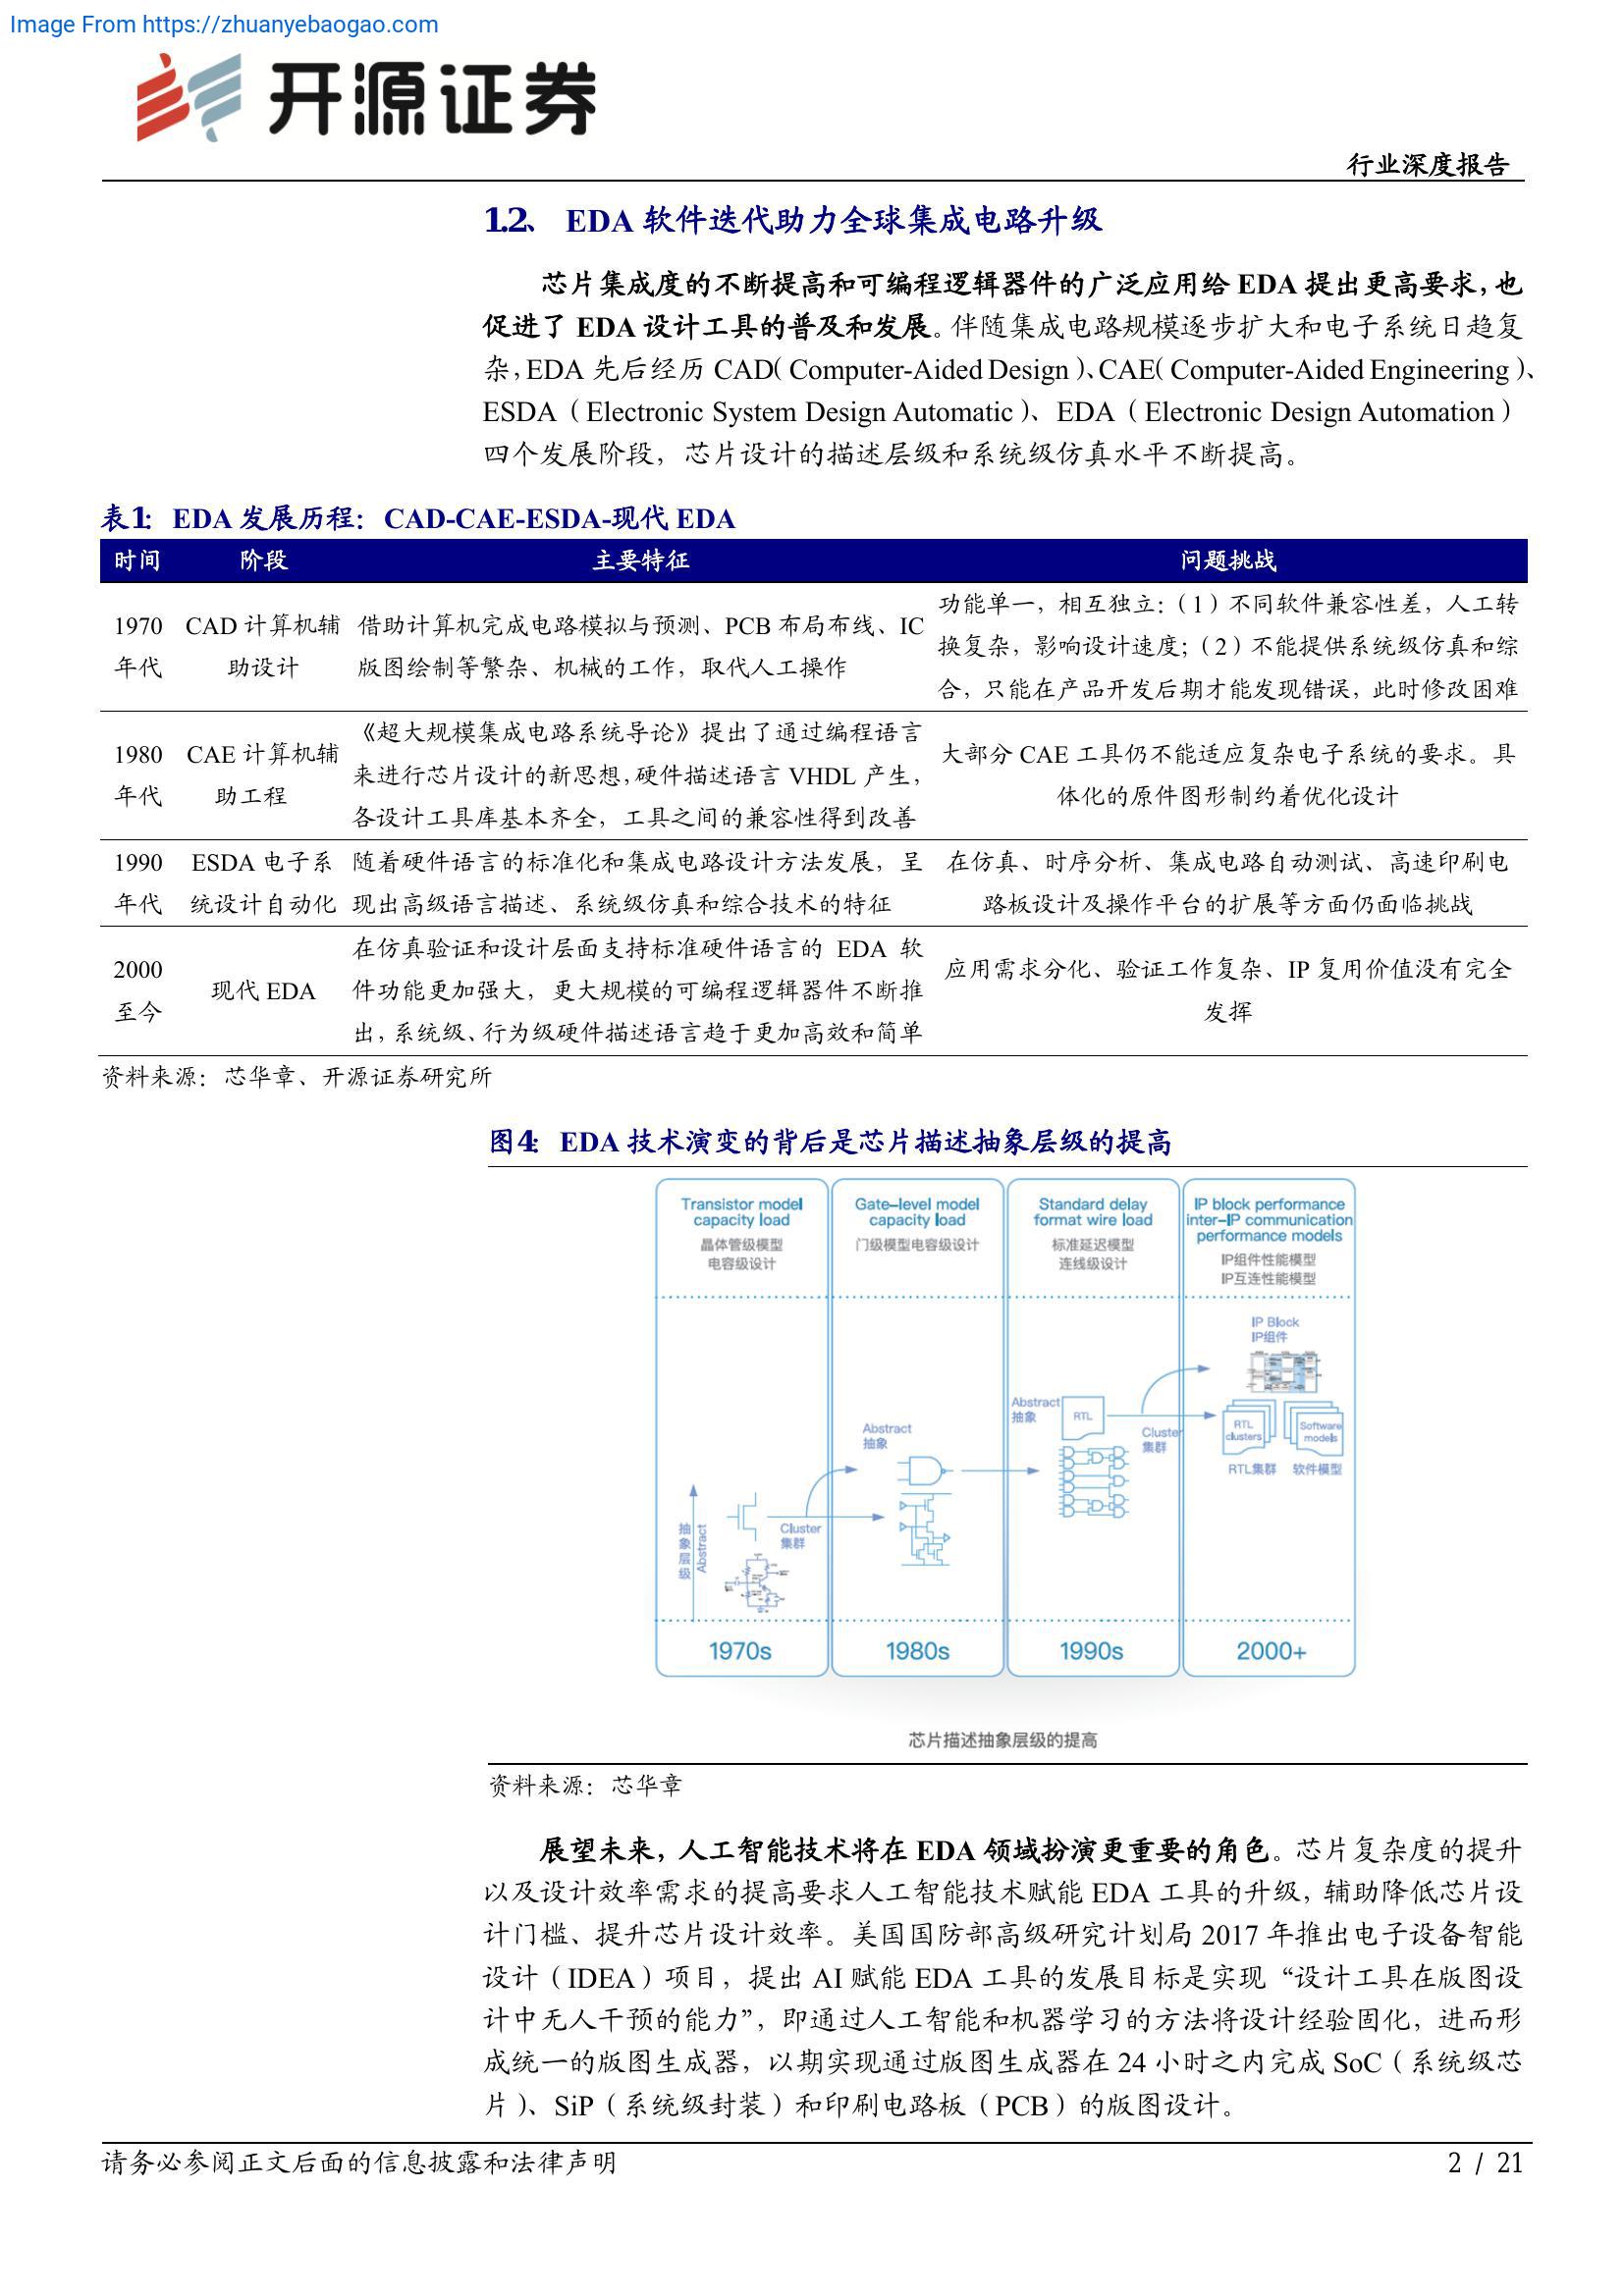 Image From https://zhuanyebaogao.com
开源证券
行业深度报告
1.2、 EDA 软件迭代助力全球集成电路升级
芯片集成度的不断提高和可编程逻辑器件的广泛应用给 EDA 提出更高要求，也
促进了 EDA 设计工具的普及和发展。伴随集成电路规模逐步扩大和电子系统日趋复
杂，EDA 先后经历 CAD（Computer-Aided Design）、CAE（Computer-Aided Engineering）、
ESDA（Electronic System Design Automatic）、EDA（Electronic Design Automation）
四个发展阶段，芯片设计的描述层级和系统级仿真水平不断提高。
表1： EDA 发展历程：CAD-CAE-ESDA-现代 EDA
时间 阶段 主要特征 问题挑战
1970
年代
CAD 计算机辅
助设计
借助计算机完成电路模拟与预测、PCB 布局布线、IC
版图绘制等繁杂、机械的工作，取代人工操作
功能单一，相互独立：（1）不同软件兼容性差，人工转
换复杂，影响设计速度；（2）不能提供系统级仿真和综
合，只能在产品开发后期才能发现错误，此时修改困难
1980
年代
CAE 计算机辅
助工程
《超大规模集成电路系统导论》提出了通过编程语言
来进行芯片设计的新思想，硬件描述语言 VHDL 产生，
各设计工具库基本齐全，工具之间的兼容性得到改善
大部分 CAE 工具仍不能适应复杂电子系统的要求。具
体化的原件图形制约着优化设计
1990
年代
ESDA 电子系
统设计自动化
随着硬件语言的标准化和集成电路设计方法发展，呈
现出高级语言描述、系统级仿真和综合技术的特征
在仿真、时序分析、集成电路自动测试、高速印刷电
路板设计及操作平台的扩展等方面仍面临挑战
2000
至今
现代 EDA
在仿真验证和设计层面支持标准硬件语言的 EDA 软
件功能更加强大，更大规模的可编程逻辑器件不断推
出，系统级、行为级硬件描述语言趋于更加高效和简单
应用需求分化、验证工作复杂、IP 复用价值没有完全
发挥
资料来源：芯华章、开源证券研究所
图4： EDA 技术演变的背后是芯片描述抽象层级的提高
Transistor model
capacity load
晶体管级模型
电容级设计
Gate–level model
capacity load
门级模型电容级设计
Standard delay
format wire load
标准延迟模型
连线级设计
IP block performance
inter–IP communication
performance models
IP组件性能模型
IP互连性能模型
抽象层级
Abstract
Cluster
集群
Abstract
抽象
Abstract
抽象
RTL
Cluster
集群
IP Block
IP组件
RTL
clusters
Software
models
RTL集群
软件模型
1970s
1980s
1990s
2000+
芯片描述抽象层级的提高
资料来源：芯华章
展望未来，人工智能技术将在 EDA 领域扮演更重要的角色。芯片复杂度的提升
以及设计效率需求的提高要求人工智能技术赋能 EDA 工具的升级，辅助降低芯片设
计门槛、提升芯片设计效率。美国国防部高级研究计划局 2017 年推出电子设备智能
设计（IDEA）项目，提出 AI 赋能 EDA 工具的发展目标是实现“设计工具在版图设
计中无人干预的能力”，即通过人工智能和机器学习的方法将设计经验固化，进而形
成统一的版图生成器，以期实现通过版图生成器在 24 小时之内完成 SoC（系统级芯
片）、SiP（系统级封装）和印刷电路板（PCB）的版图设计。
请务必参阅正文后面的信息披露和法律声明
2 / 21